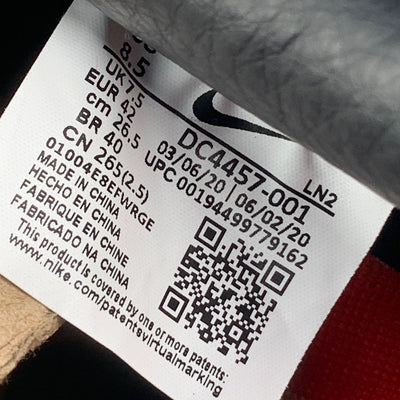 8.5
UK 7.5
EUR 42
cm 26.5
BR 40
CN 265(2.5)
01004E8EFWRGE
MADE IN CHINA
HECHO EN CHINA
FABRIQUE EN CHINE
FABRICADO NA CHINA
This product is covered by one or more patents:
www.nike.com/patentsvirtualmarking
LN2
DC4457-001
03/06/20 | 06/02/20
UPC 00194499779162